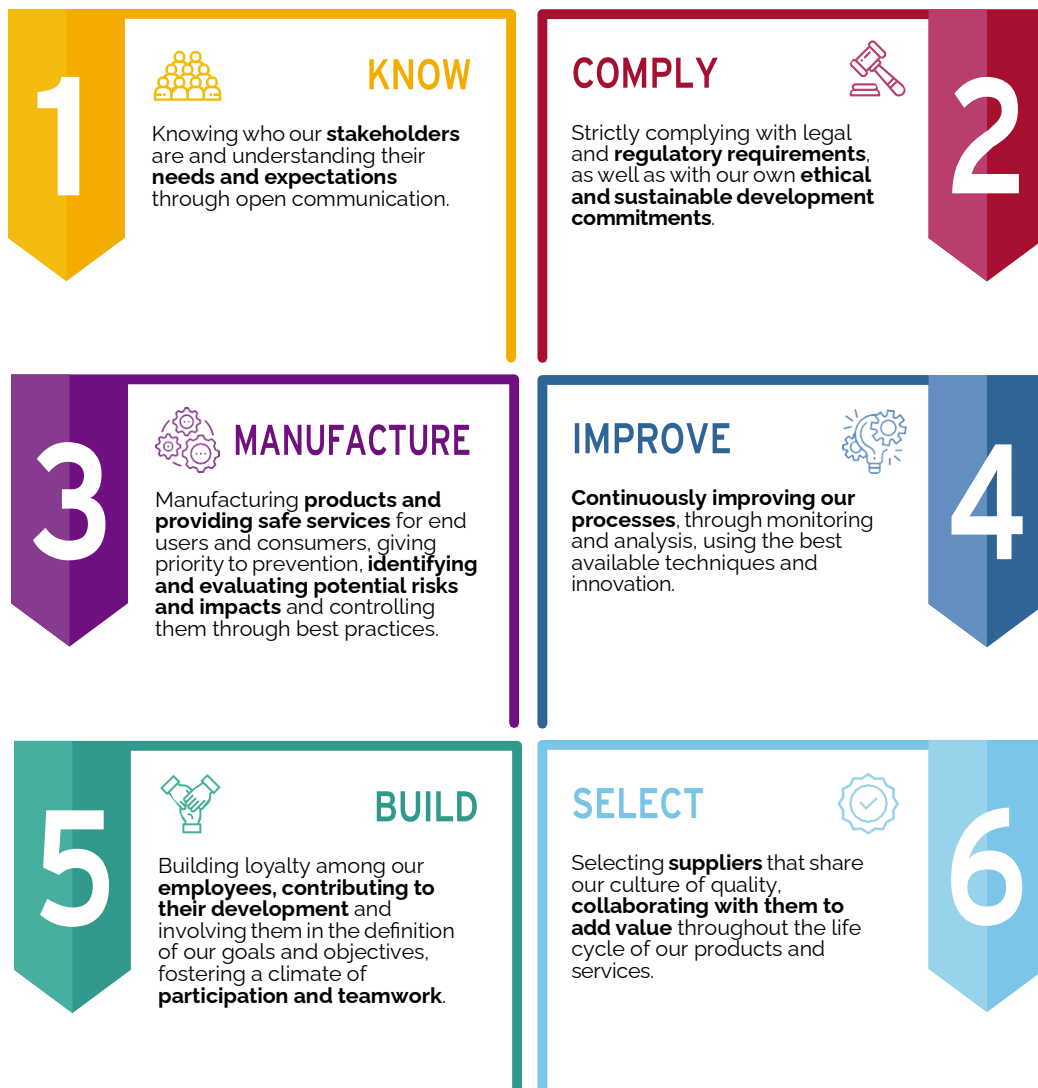 1
KNOW
Knowing who our stakeholders
are and understanding their
needs and expectations
through open communication.
2
COMPLY
Strictly complying with legal
and regulatory requirements,
as well as with our own ethical
and sustainable development
commitments.
3
MANUFACTURE
Manufacturing products and
providing safe services for end
users and consumers, giving
priority to prevention, identifying
and evaluating potential risks
and impacts and controlling
them through best practices.
4
IMPROVE
Continuously improving our
processes, through monitoring
and analysis, using the best
available techniques and
innovation.
5
BUILD
Building loyalty among our
employees, contributing to
their development and
involving them in the definition
of our goals and objectives,
fostering a climate of
participation and teamwork.
6
SELECT
Selecting suppliers that share
our culture of quality,
collaborating with them to
add value throughout the life
cycle of our products and
services.